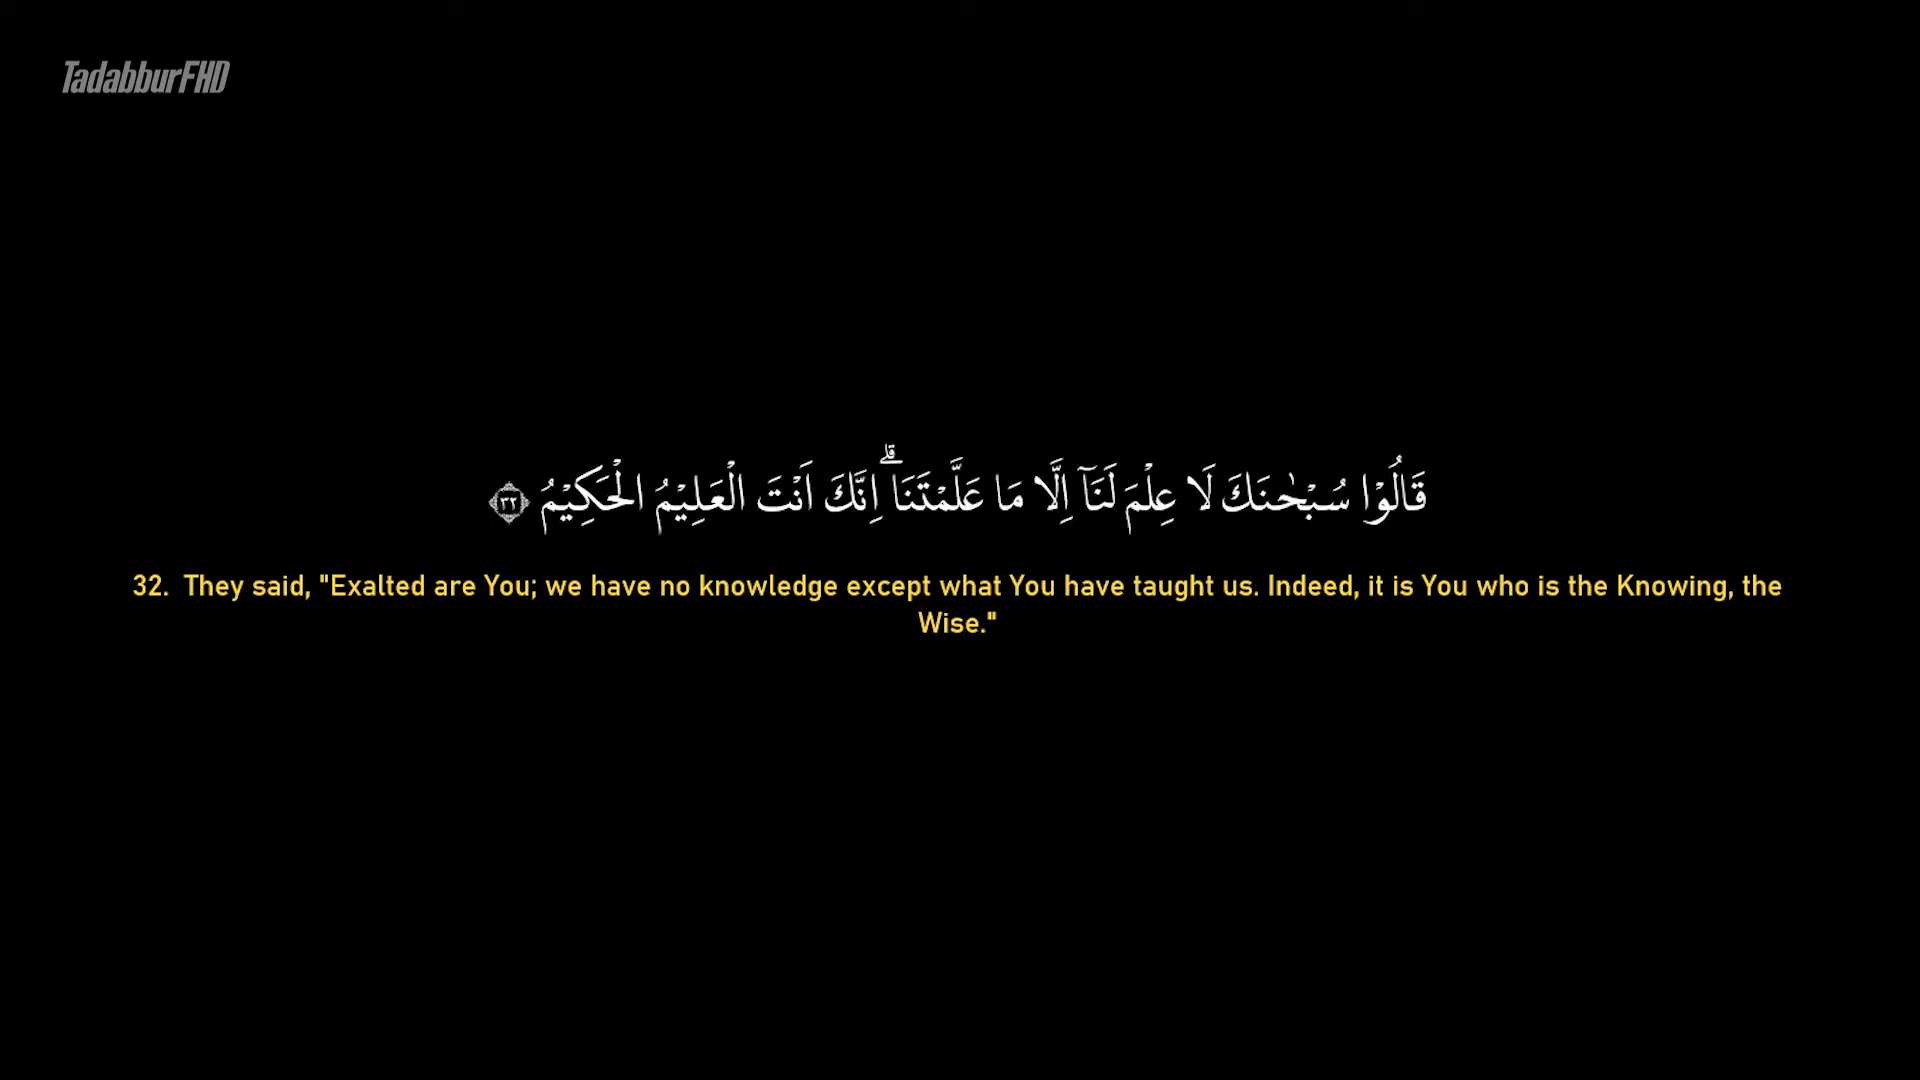 TadabburFHD
قَالُوْا سُبْحٰنَكَ لَا عِلْمَ لَنَآ اِلَّا مَا عَلَّمْتَنَاۗ اِنَّكَ اَنْتَ الْعَلِيْمُ الْحَكِيْمُ ٣٢
32. They said, "Exalted are You; we have no knowledge except what You have taught us. Indeed, it is You who is the Knowing, the
Wise."